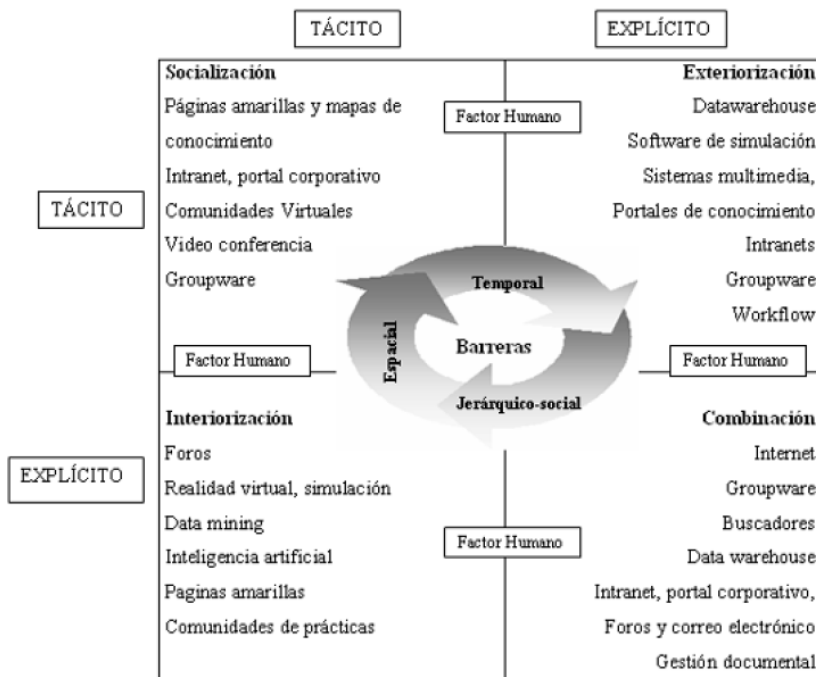 TÁCITO
EXPLÍCITO
TÁCITO
Socialización
Páginas amarillas y mapas de
conocimiento
Intranet, portal corporativo
Comunidades Virtuales
Video conferencia
Groupware
Factor Humano
Exteriorización
Datawarehouse
Software de simulación
Sistemas multimedia,
Portales de conocimiento
Intranets
Groupware
Workflow
Temporal
Espacial
Barreras
Jerárquico-social
Factor Humano
Factor Humano
EXPLÍCITO
Interiorización
Foros
Realidad virtual, simulación
Data mining
Inteligencia artificial
Paginas amarillas
Comunidades de prácticas
Factor Humano
Combinación
Internet
Groupware
Buscadores
Data warehouse
Intranet, portal corporativo,
Foros y correo electrónico
Gestión documental